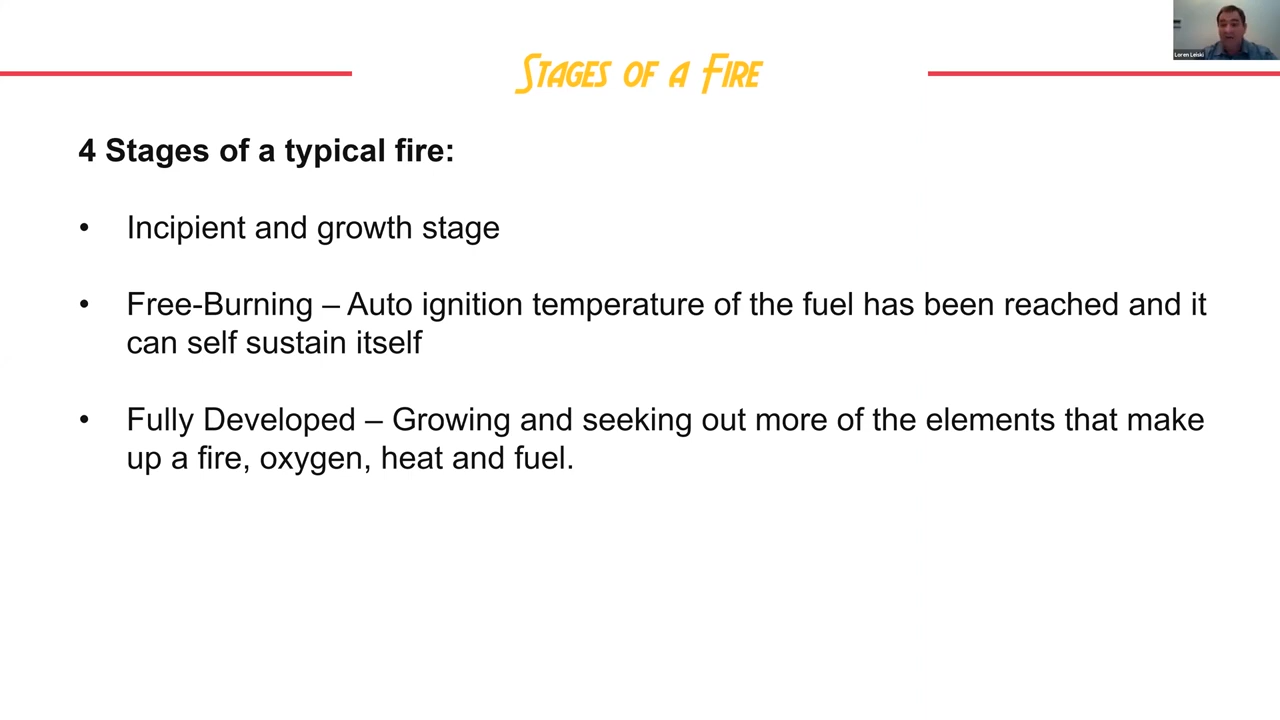 Loren Leiski
Stages of a Fire
4 Stages of a typical fire:
• Incipient and growth stage
• Free-Burning – Auto ignition temperature of the fuel has been reached and it
can self sustain itself
• Fully Developed – Growing and seeking out more of the elements that make
up a fire, oxygen, heat and fuel.